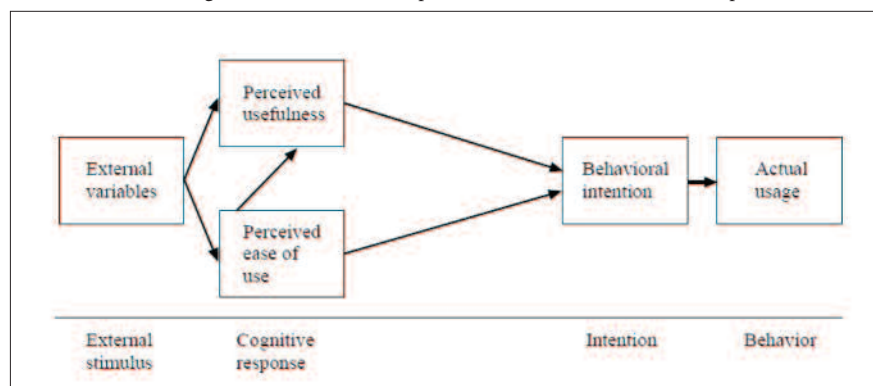 Perceived
usefulness
External
variables
Behavioral
intention
Actual
usage
Perceived
ease of
use
External
stimulus
Cognitive
response
Intention
Behavior